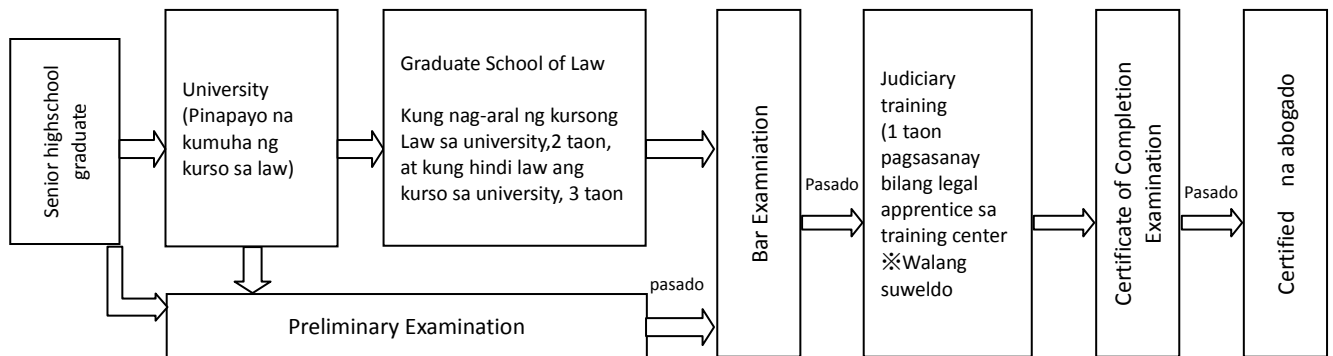 Senior highschool
graduate
University
(Pinapayo na
kumuha ng
kurso sa law)
Graduate School of Law
Kung nag-aral ng kursong
Law sa university,2 taon,
at kung hindi law ang
kurso sa university, 3 taon
Preliminary Examination
pasado
Bar Examniation
Pasado
Judiciary
training
(1 taon
pagsasanay
bilang legal
apprentice sa
training center
※Walang
suweldo
Certificate of Completion
Examination
Pasado
Certified na abogado